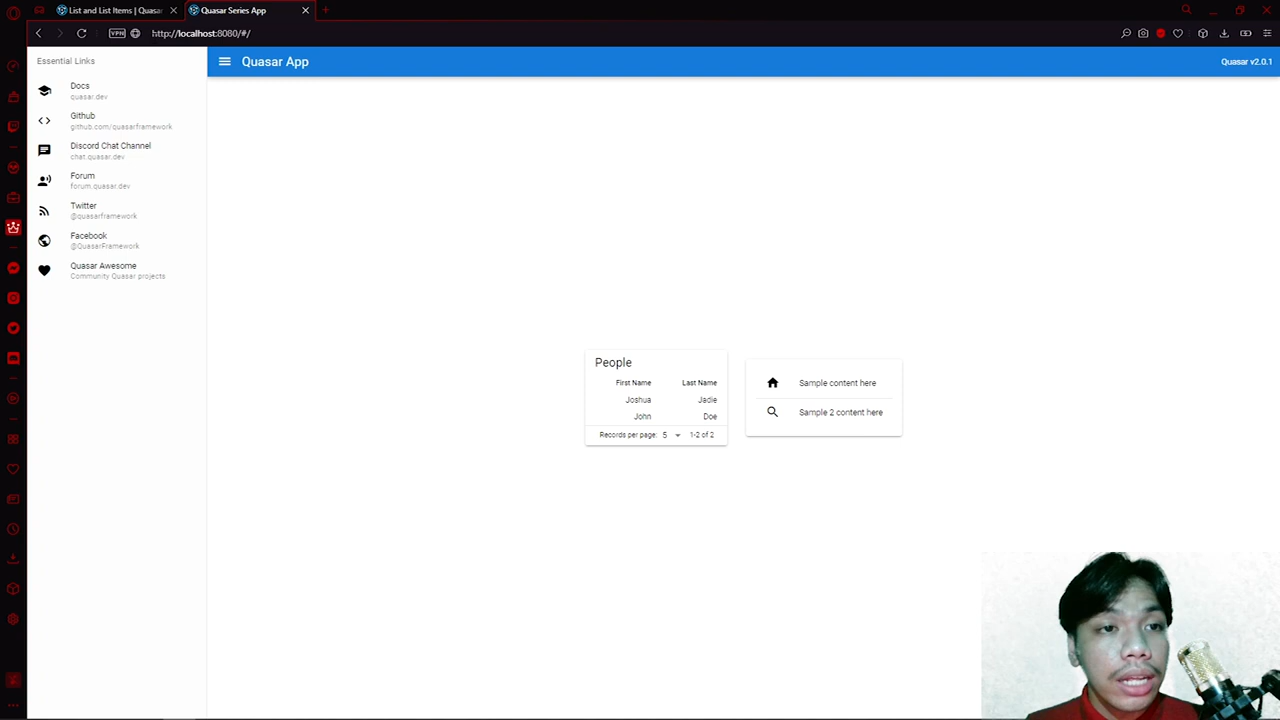 List and List Items | Quasar
Quasar Series App
VPN
http://localhost:8080/#/
Essential Links
Quasar App
Quasar v2.0.1
Docs
quasar.dev
Github
github.com/quasarframework
Discord Chat Channel
chat.quasar.dev
Forum
forum.quasar.dev
Twitter
@quasarframework
Facebook
@QuasarFramework
Quasar Awesome
Community Quasar projects
People
First Name Last Name
Joshua Jadie
John Doe
Records per page: 5 1-2 of 2
Sample content here
Sample 2 content here